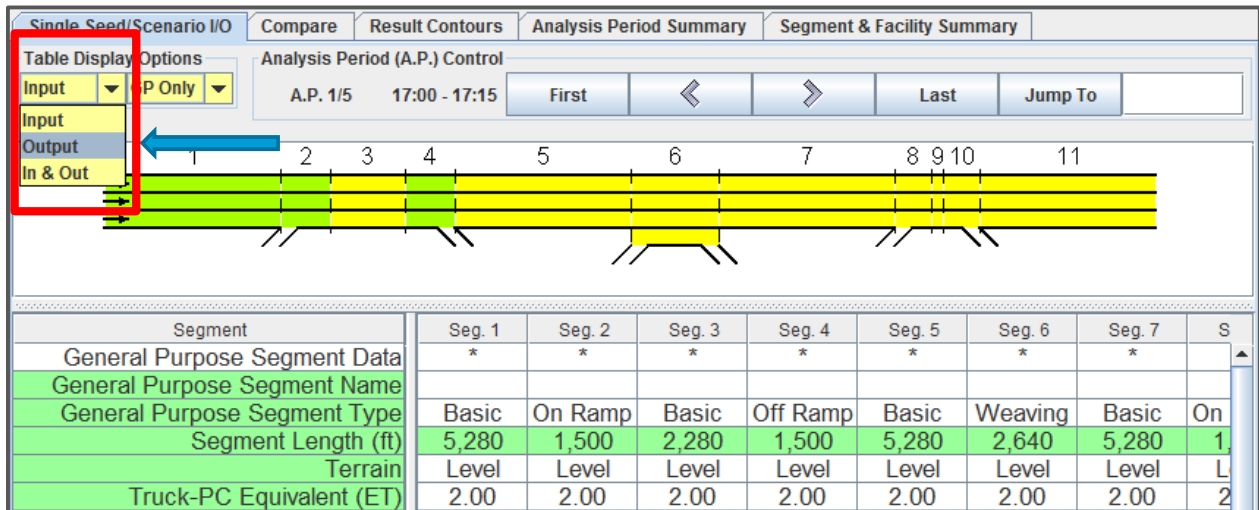 Single Seed/Scenario I/O Compare Result Contours Analysis Period Summary Segment & Facility Summary
Table Display Options Analysis Period (A.P.) Control
Input GP Only A.P. 1/5 17:00 - 17:15 First Last Jump To
Input
Output
In & Out
1 2 3 4 5 6 7 8 9 10 11
Segment Seg. 1 Seg. 2 Seg. 3 Seg. 4 Seg. 5 Seg. 6 Seg. 7 S
General Purpose Segment Data * * * * * * *
General Purpose Segment Name
General Purpose Segment Type Basic On Ramp Basic Off Ramp Basic Weaving Basic On
Segment Length (ft) 5,280 1,500 2,280 1,500 5,280 2,640 5,280 1,
Terrain Level Level Level Level Level Level Level L
Truck-PC Equivalent (ET) 2.00 2.00 2.00 2.00 2.00 2.00 2.00 2